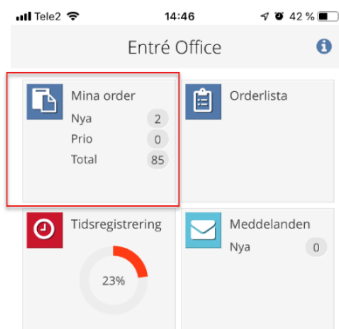 Tele2 14:46 42 %
Entré Office
Mina order
Nya 2
Prio 0
Total 85
Orderlista
Tidsregistrering
23%
Meddelanden
Nya 0